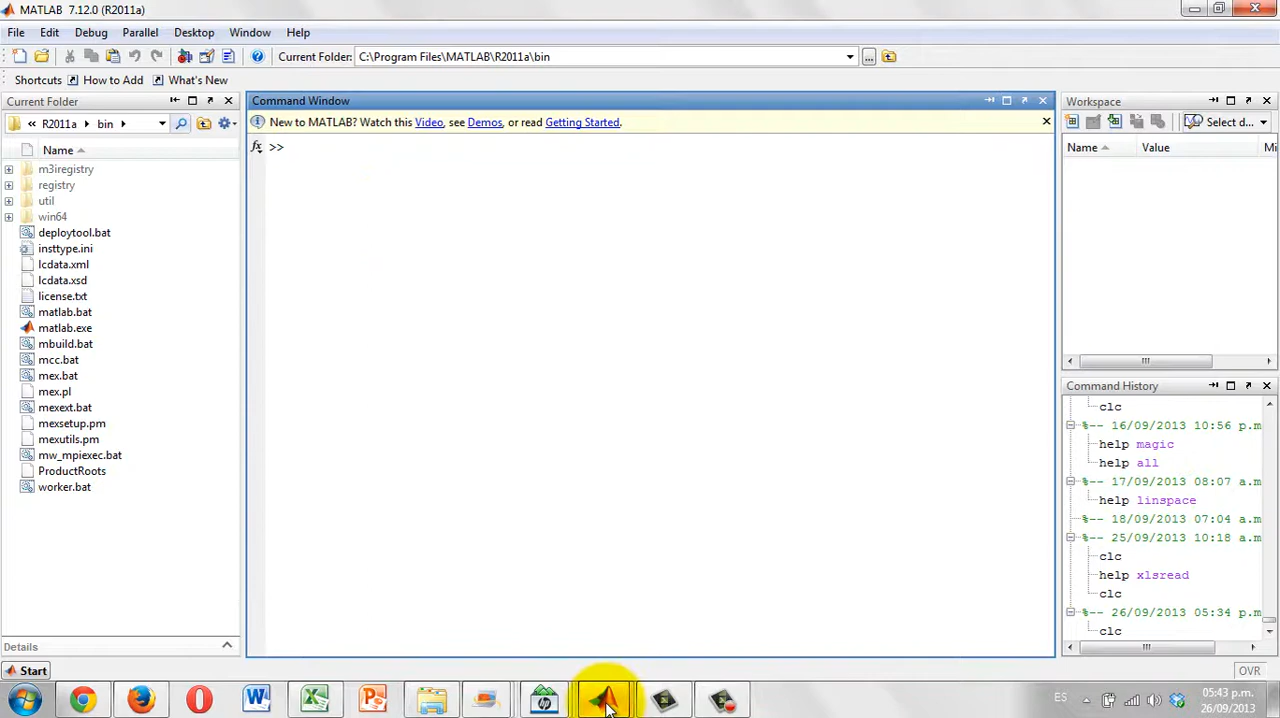 MATLAB 7.12.0 (R2011a)
File Edit Debug Parallel Desktop Window Help
Current Folder: C:\Program Files\MATLAB\R2011a\bin ...
Shortcuts How to Add What's New
Current Folder
« R2011a bin
Name
m3iregistry
registry
util
win64
deploytool.bat
insttype.ini
lcdata.xml
lcdata.xsd
license.txt
matlab.bat
matlab.exe
mbuild.bat
mcc.bat
mex.bat
mex.pl
mexext.bat
mexsetup.pm
mexutils.pm
mw_mpiexec.bat
ProductRoots
worker.bat
Details
Start
Command Window
New to MATLAB? Watch this Video, see Demos, or read Getting Started.
fx >>
Workspace
Select d...
Name Value Mi
Command History
clc
%-- 16/09/2013 10:56 p.m
help magic
help all
%-- 17/09/2013 08:07 a.m
help linspace
%-- 18/09/2013 07:04 a.m
%-- 25/09/2013 10:18 a.m
clc
help xlsread
clc
%-- 26/09/2013 05:34 p.m
clc
OVR
ES
05:43 p.m.
26/09/2013